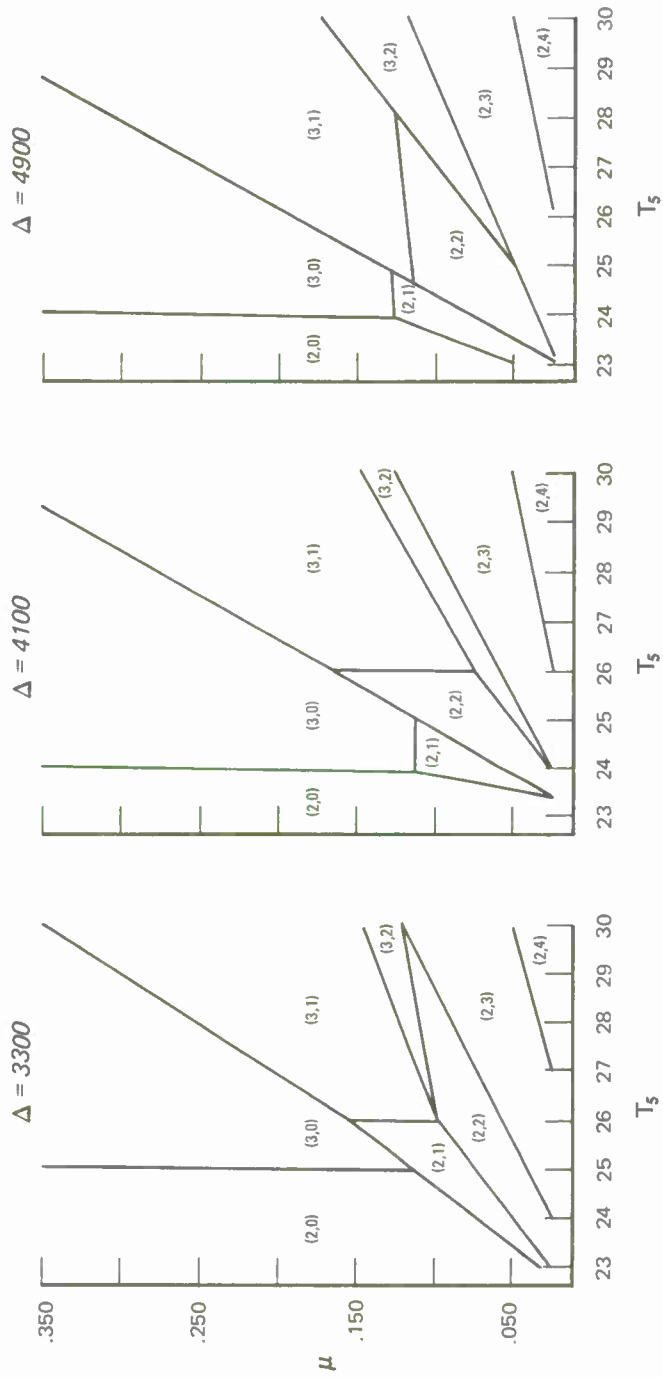 Δ = 3300
μ
.350
.250
.150
.050
(2,0)
(3,0)
(3,1)
(3,2)
(2,1)
(2,2)
(2,3)
(2,4)
23 24 25 26 27 28 29 30
T5
Δ = 4100
(2,0)
(3,0)
(3,1)
(3,2)
(2,1)
(2,2)
(2,3)
(2,4)
23 24 25 26 27 28 29 30
T5
Δ = 4900
(2,0)
(3,0)
(3,1)
(3,2)
(2,1)
(2,2)
(2,3)
(2,4)
23 24 25 26 27 28 29 30
T5